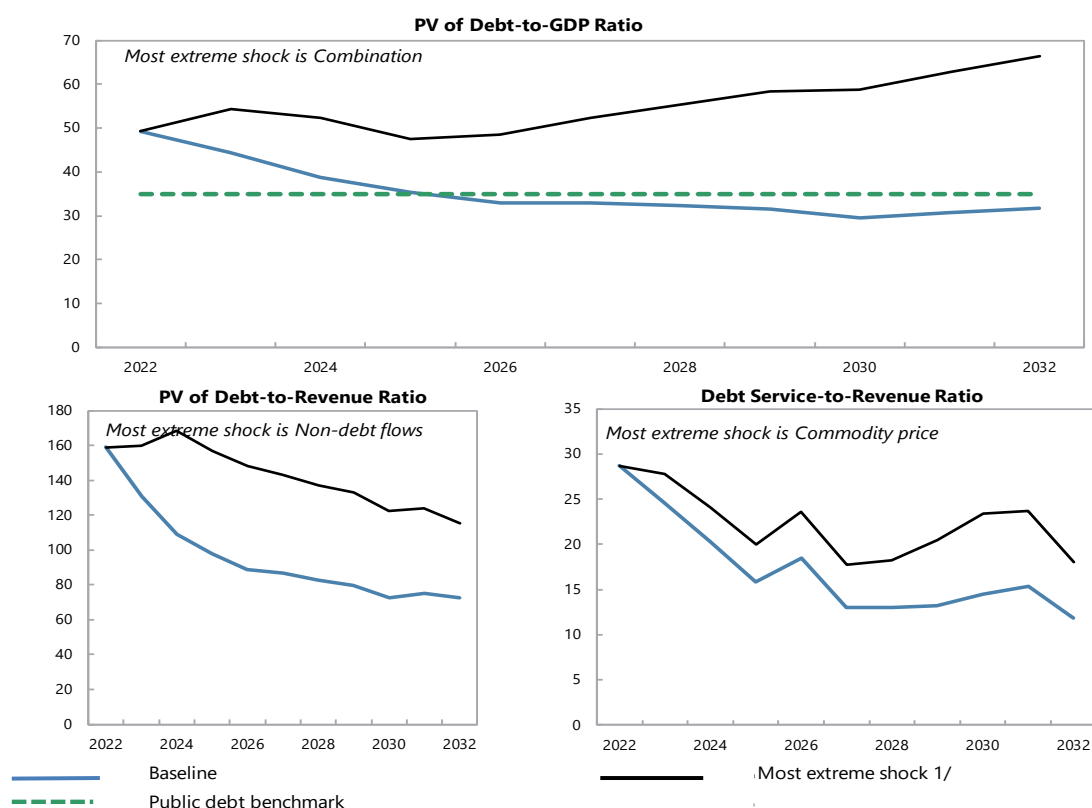 PV of Debt-to-GDP Ratio
70
Most extreme shock is Combination
60
50
40
30
20
10
0
2022 2024 2026 2028 2030 2032
PV of Debt-to-Revenue Ratio
180
Most extreme shock is Non-debt flows
160
140
120
100
80
60
40
20
0
2022 2024 2026 2028 2030 2032
Debt Service-to-Revenue Ratio
35
Most extreme shock is Commodity price
30
25
20
15
10
5
0
2022 2024 2026 2028 2030 2032
Baseline
Most extreme shock 1/
Public debt benchmark